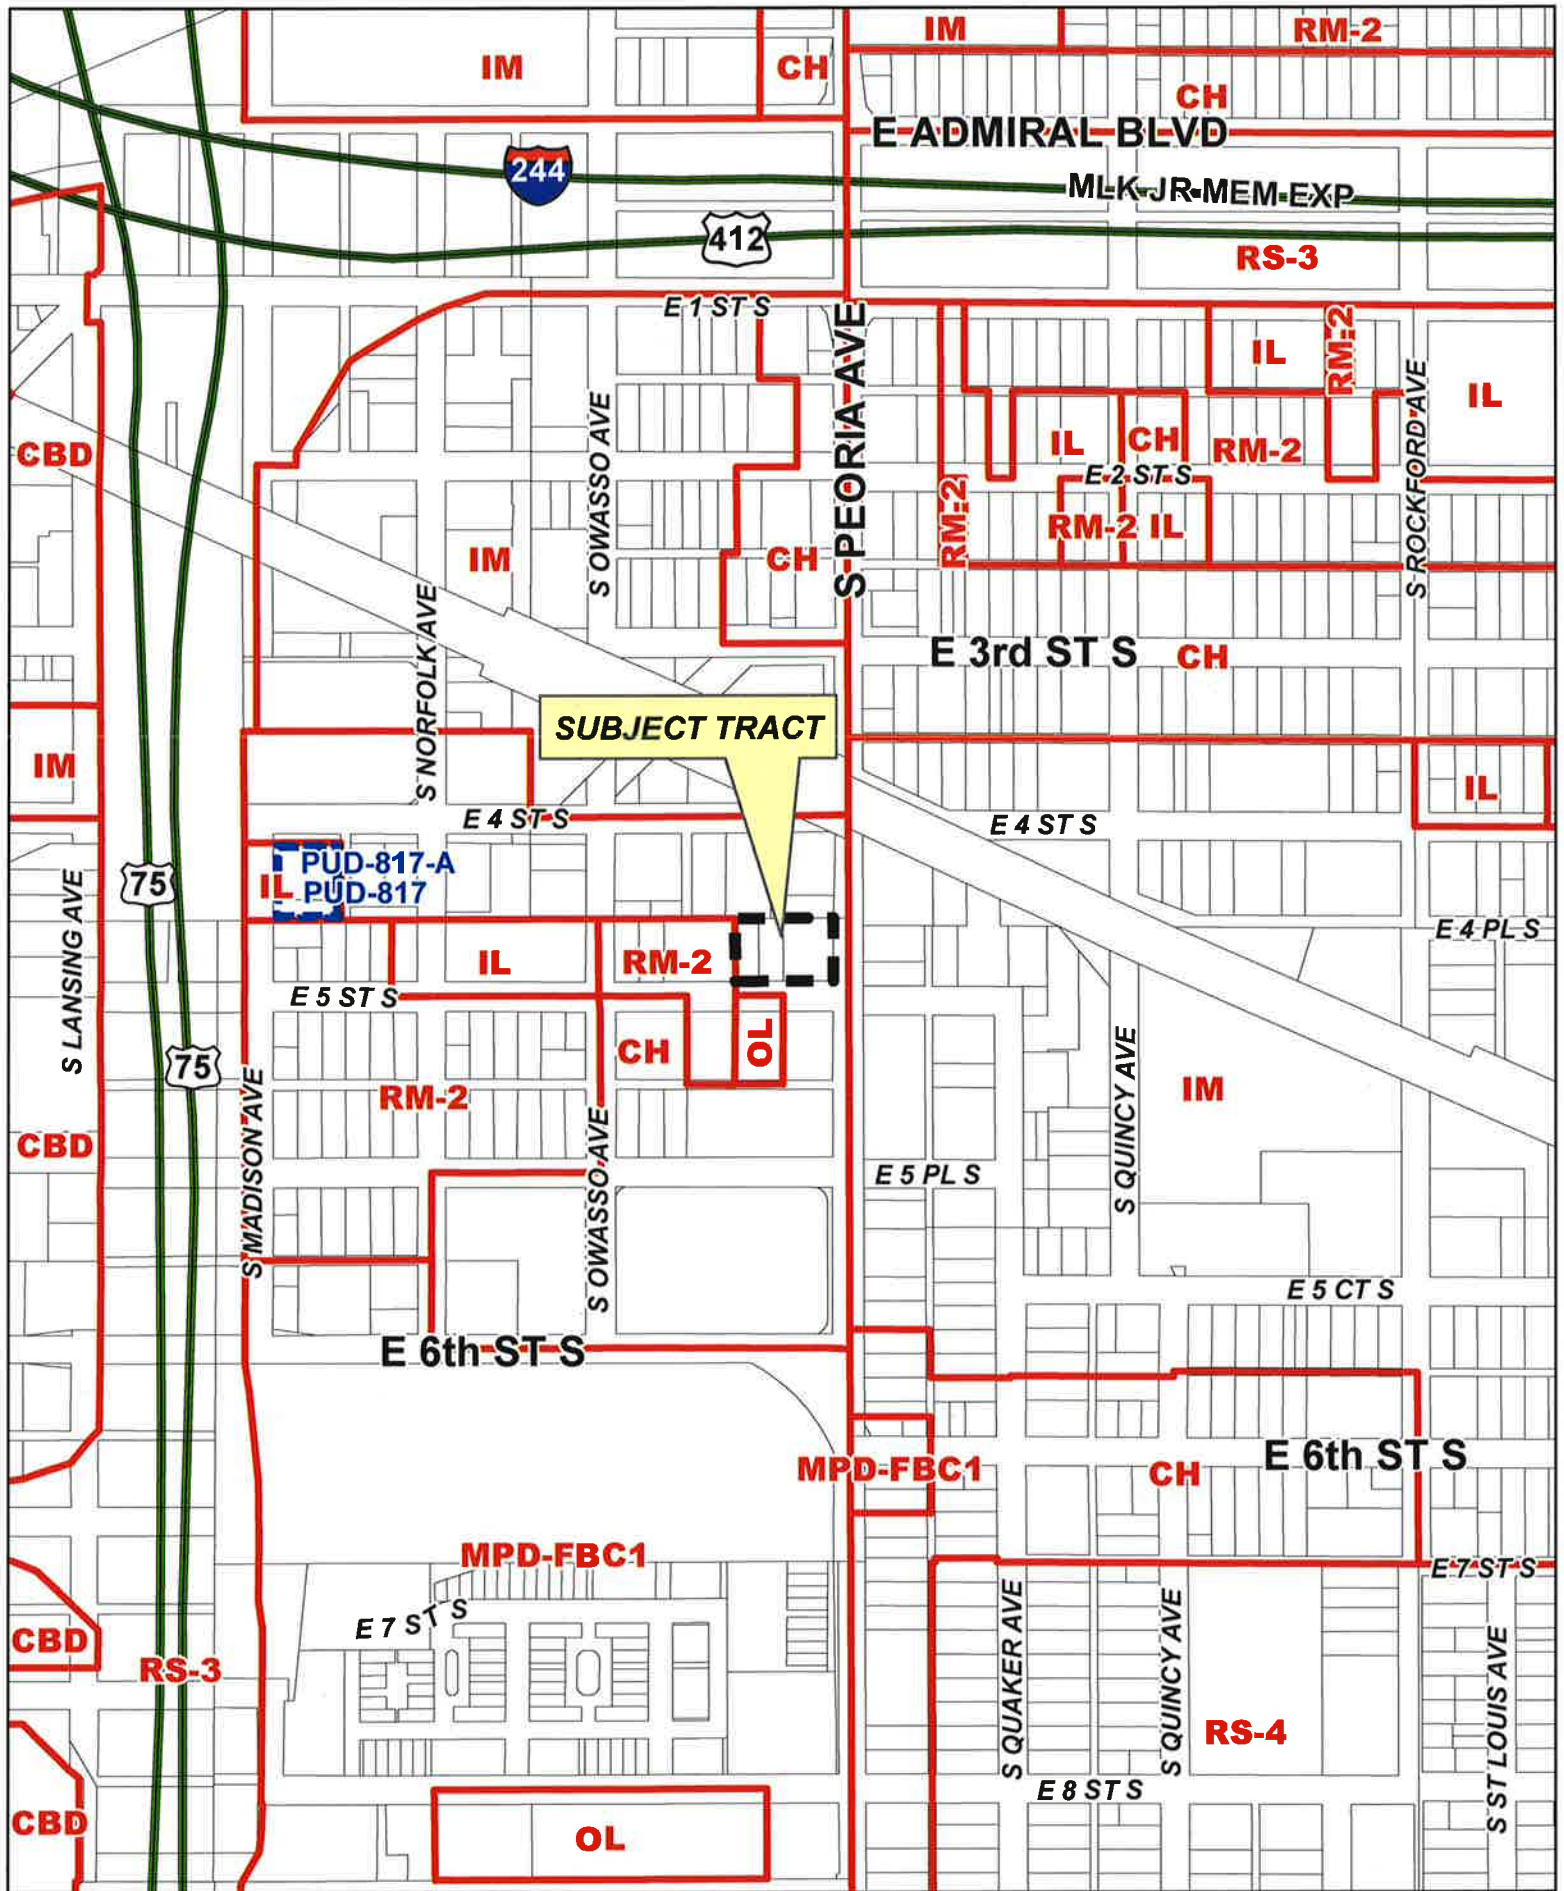 IM
RM-2
IM
CH
CH
E ADMIRAL BLVD
244
MLK JR MEM EXP
412
RS-3
E 1 ST S
S PEORIA AVE
IL
RM-2
S ROCKFORD AVE
IL
S OWASSO AVE
CBD
IL
CH
RM-2
E 2 ST S
RM-2
RM-2
IL
IM
CH
S NORFOLK AVE
E 3rd ST S
CH
SUBJECT TRACT
IM
IL
E 4 ST S
E 4 ST S
PUD-817-A
IL
PUD-817
75
S LANSING AVE
E 4 PL S
IL
RM-2
E 5 ST S
OL
CH
75
S MADISON AVE
RM-2
S QUINCY AVE
IM
CBD
S OWASSO AVE
E 5 PL S
E 5 CT S
E 6th ST S
E 6th ST S
MPD-FBC1
CH
MPD-FBC1
E 7 ST S
E 7 ST S
CBD
RS-3
S QUAKER AVE
S QUINCY AVE
S ST LOUIS AVE
RS-4
E 8 ST S
CBD
OL